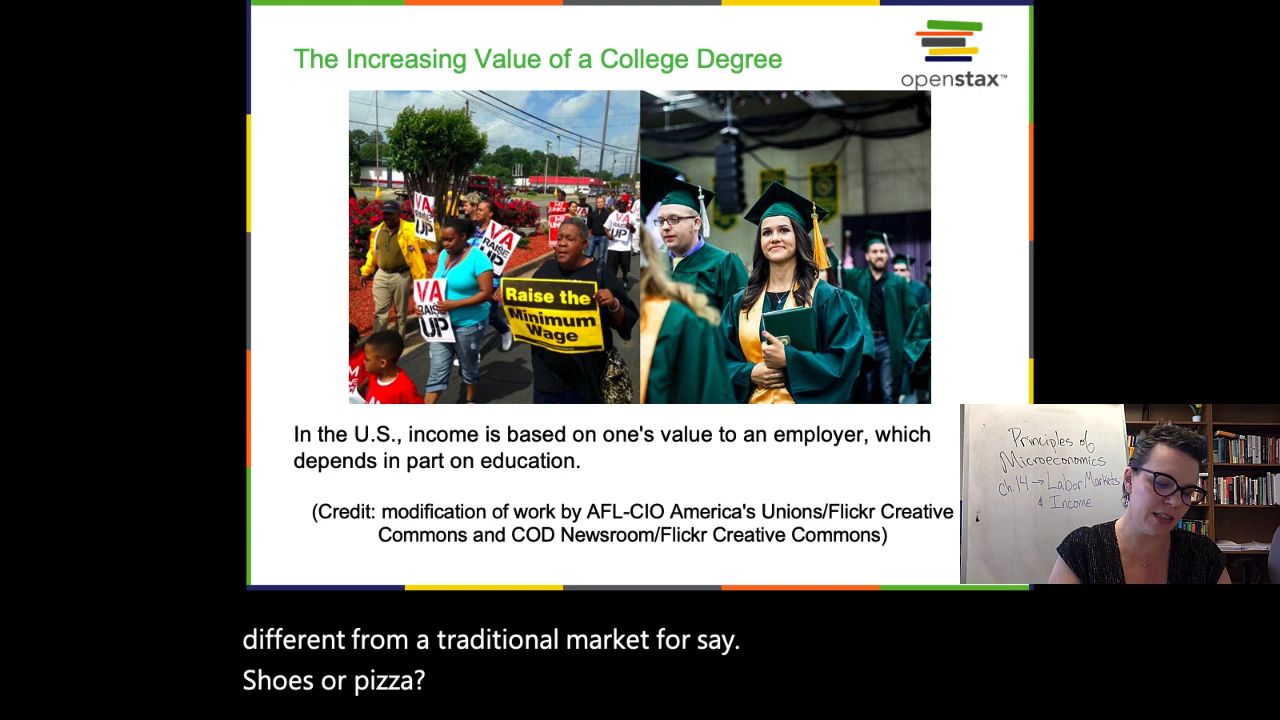 The Increasing Value of a College Degree
openstax™
VA
RAISE
UP
VA
RAISE
UP
VA
RAISE
UP
Raise the
Minimum
Wage
In the U.S., income is based on one's value to an employer, which
depends in part on education.
(Credit: modification of work by AFL-CIO America's Unions/Flickr Creative
Commons and COD Newsroom/Flickr Creative Commons)
Principles of
Microeconomics
Ch.14 → Labor Markets
& Income
different from a traditional market for say.
Shoes or pizza?